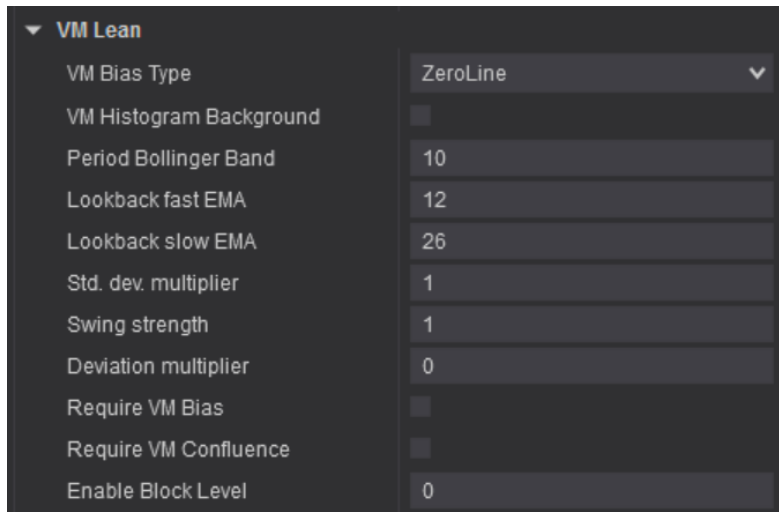 VM Lean
VM Bias Type ZeroLine
VM Histogram Background
Period Bollinger Band 10
Lookback fast EMA 12
Lookback slow EMA 26
Std. dev. multiplier 1
Swing strength 1
Deviation multiplier 0
Require VM Bias
Require VM Confluence
Enable Block Level 0